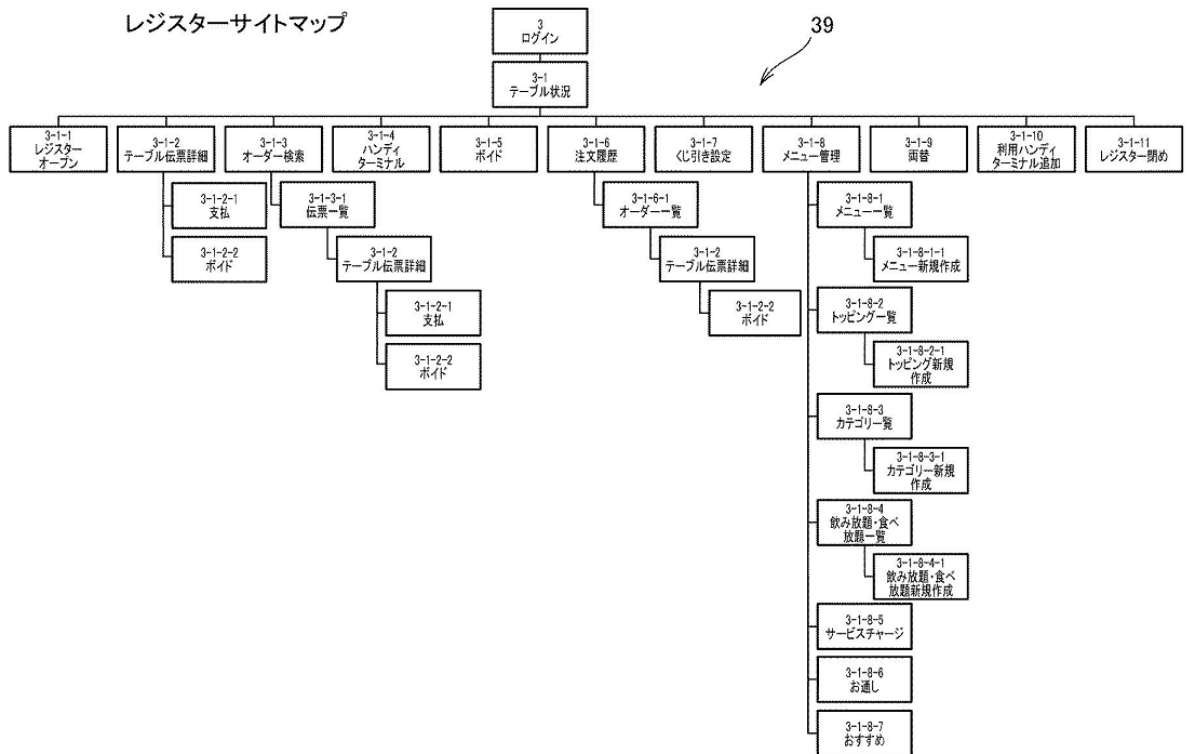 レジスターサイトマップ
39
3
ログイン
3-1
テーブル状況
3-1-1
レジスター
オープン
3-1-2
テーブル伝票詳細
3-1-3
オーダー検索
3-1-4
ハンディ
ターミナル
3-1-5
ボイド
3-1-6
注文履歴
3-1-7
くじ引き設定
3-1-8
メニュー管理
3-1-9
両替
3-1-10
利用ハンディ
ターミナル追加
3-1-11
レジスター閉め
3-1-2-1
支払
3-1-2-2
ボイド
3-1-3-1
伝票一覧
3-1-2
テーブル伝票詳細
3-1-2-1
支払
3-1-2-2
ボイド
3-1-6-1
オーダー一覧
3-1-2
テーブル伝票詳細
3-1-2-2
ボイド
3-1-8-1
メニュー一覧
3-1-8-1-1
メニュー新規作成
3-1-8-2
トッピング一覧
3-1-8-2-1
トッピング新規
作成
3-1-8-3
カテゴリ一覧
3-1-8-3-1
カテゴリー新規
作成
3-1-8-4
飲み放題・食べ
放題一覧
3-1-8-4-1
飲み放題・食べ
放題新規作成
3-1-8-5
サービスチャージ
3-1-8-6
お通し
3-1-8-7
おすすめ